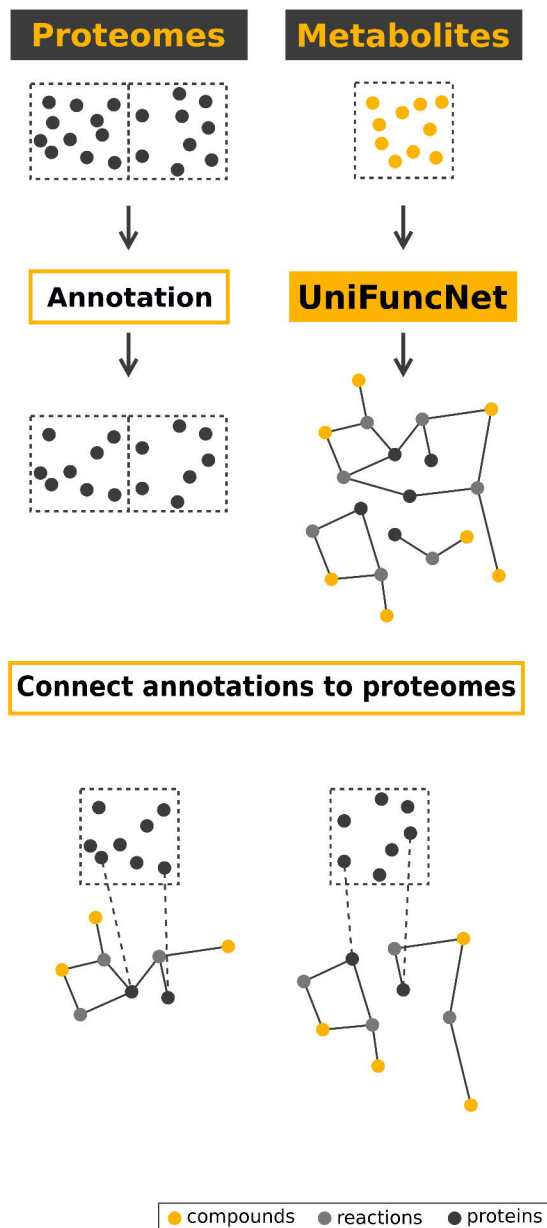 Proteomes
Metabolites
Annotation
UniFuncNet
Connect annotations to proteomes
compounds reactions proteins